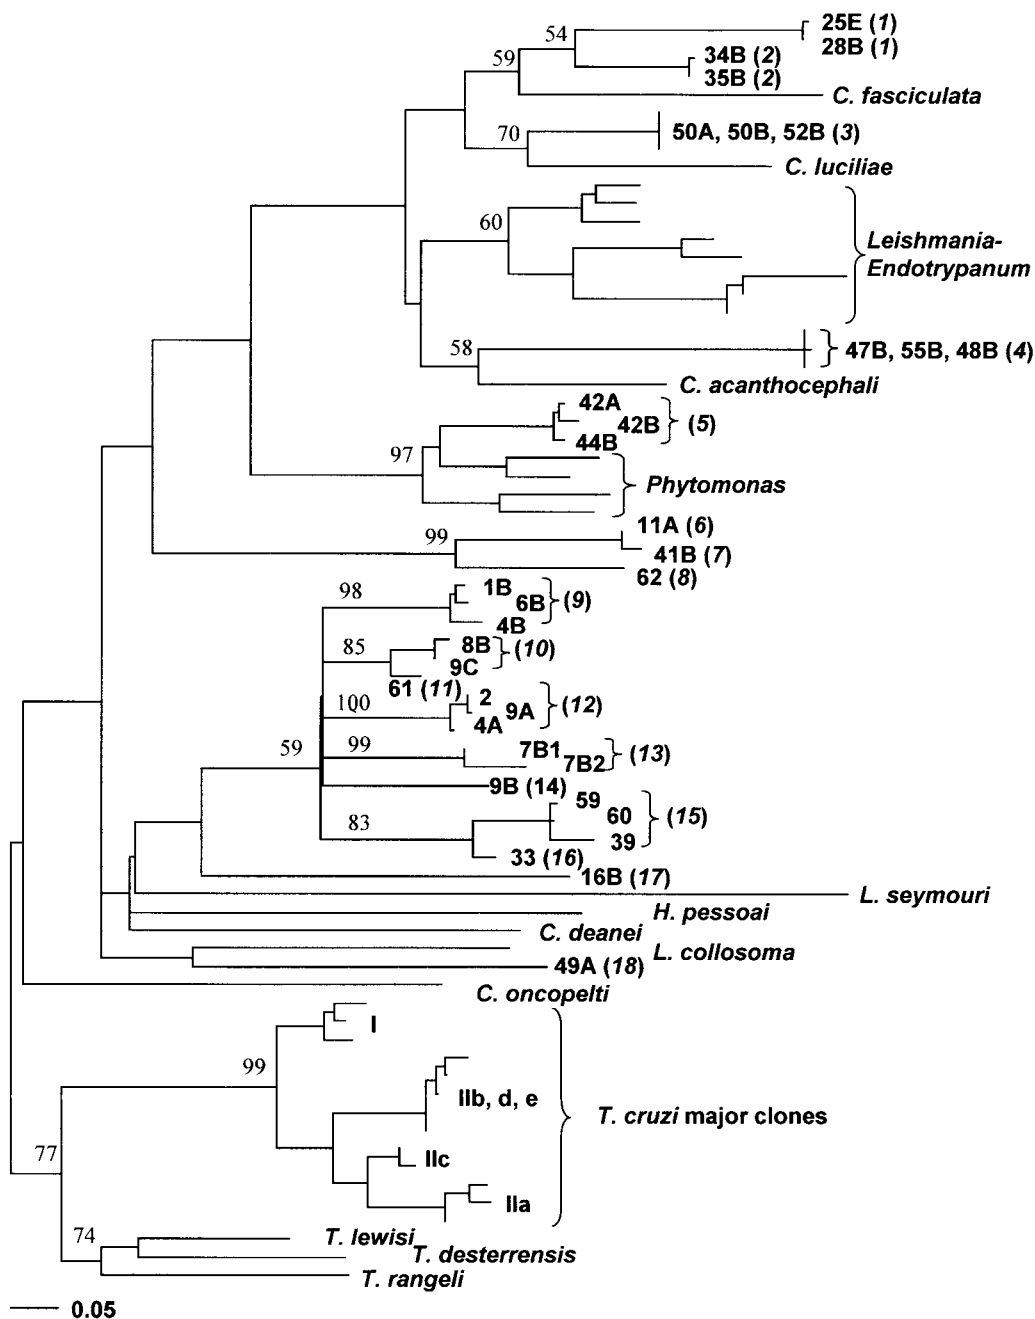 54
25E (1)
28B (1)
59
34B (2)
35B (2)
C. fasciculata
70
50A, 50B, 52B (3)
C. luciliae
60
Leishmania-
Endotrypanum
58
47B, 55B, 48B (4)
C. acanthocephali
42A
42B
(5)
44B
97
Phytomonas
99
11A (6)
41B (7)
62 (8)
98
1B
6B
(9)
4B
85
8B
(10)
9C
61 (11)
100
2
9A
(12)
4A
59
99
7B1
7B2
(13)
9B (14)
59
60
(15)
83
39
33 (16)
16B (17)
L. seymouri
H. pessoai
C. deanei
L. collosoma
49A (18)
C. oncopelti
I
99
IIb, d, e
T. cruzi major clones
77
IIc
IIa
74
T. lewisi
T. desterrensis
T. rangeli
0.05